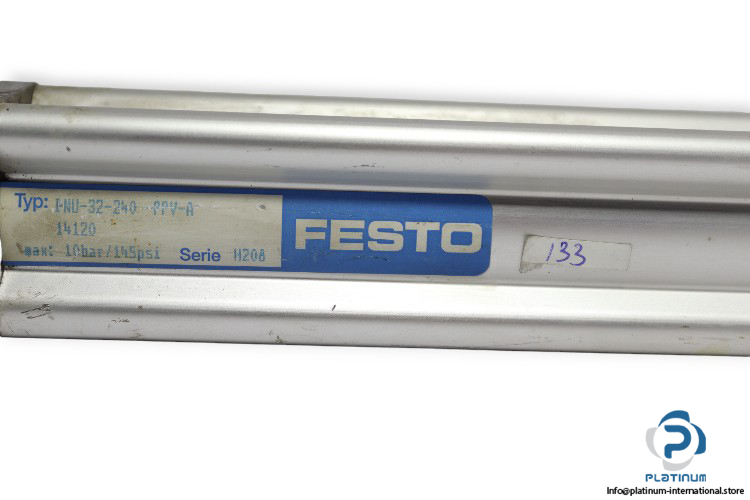 Typ: DNU-32-240 PPV-A
14120
max: 10bar/145psi Serie H208
FESTO
133
PLATINUM
Info@platinum-international.store